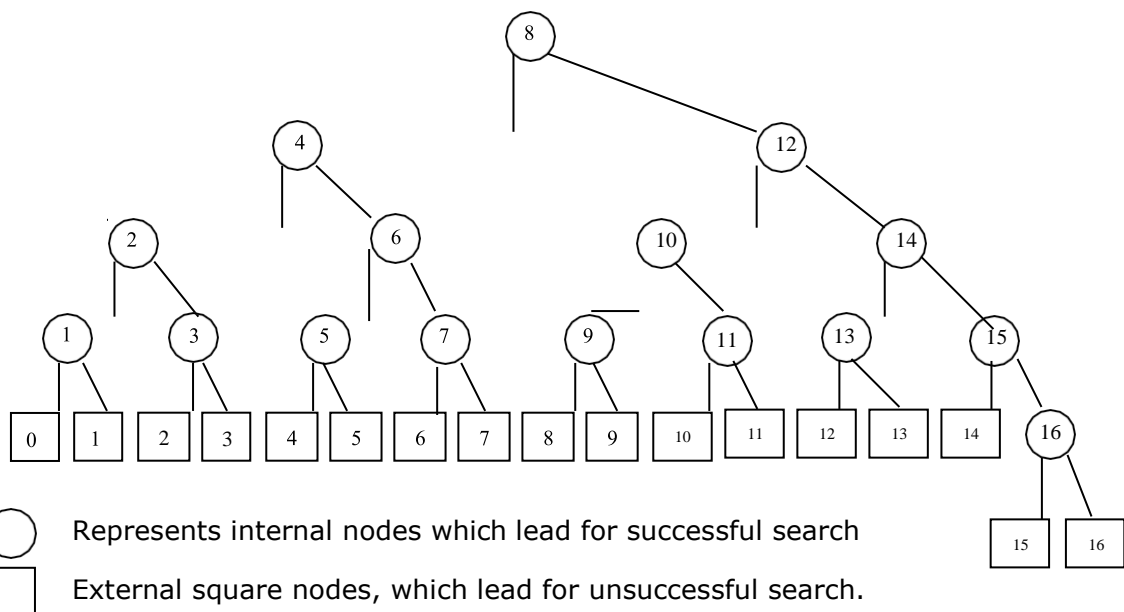 8
4 12
2 6 10 14
1 3 5 7 9 11 13 15
0 1 2 3 4 5 6 7 8 9 10 11 12 13 14 16
15 16
Represents internal nodes which lead for successful search
External square nodes, which lead for unsuccessful search.